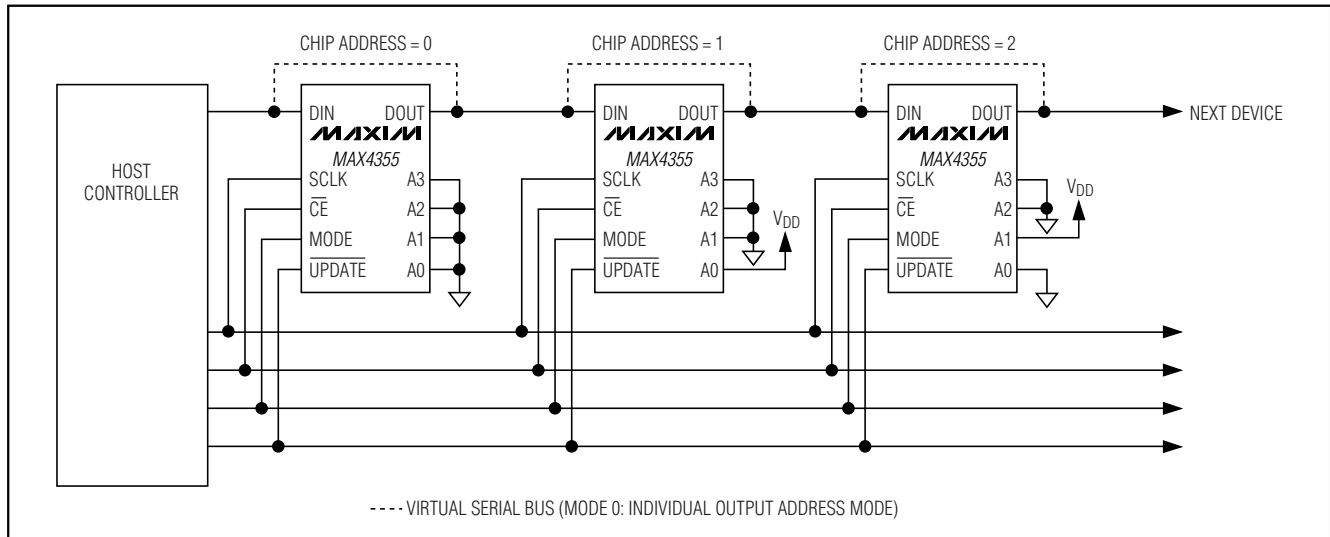 CHIP ADDRESS = 0
CHIP ADDRESS = 1
CHIP ADDRESS = 2
HOST
CONTROLLER
DIN DOUT
MAXIM
MAX4355
SCLK A3
CE A2
MODE A1
UPDATE A0
DIN DOUT
MAXIM
MAX4355
SCLK A3
CE A2
MODE A1
UPDATE A0
VDD
DIN DOUT
MAXIM
MAX4355
SCLK A3
CE A2
MODE A1
UPDATE A0
VDD
NEXT DEVICE
---- VIRTUAL SERIAL BUS (MODE 0: INDIVIDUAL OUTPUT ADDRESS MODE)